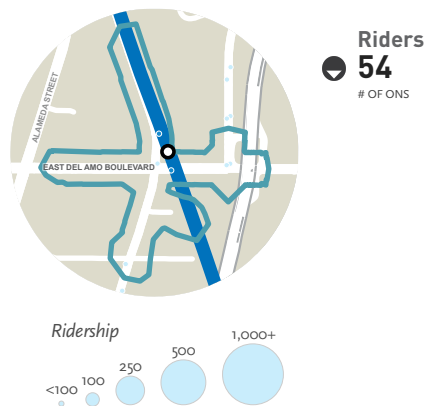 Riders
54
# OF ONS
ALAMEDA STREET
EAST DEL AMO BOULEVARD
Ridership
<100
100
250
500
1,000+